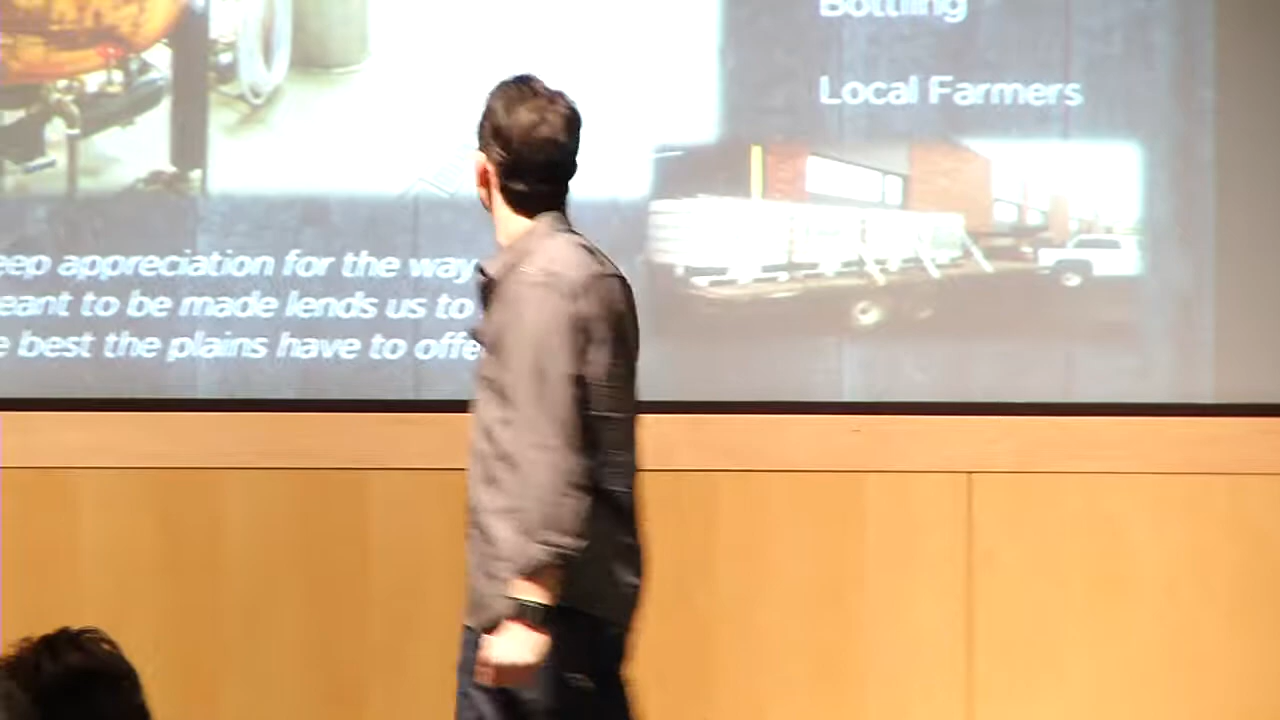 Bottling
Local Farmers
eep appreciation for the way
eant to be made lends us to
e best the plains have to offe